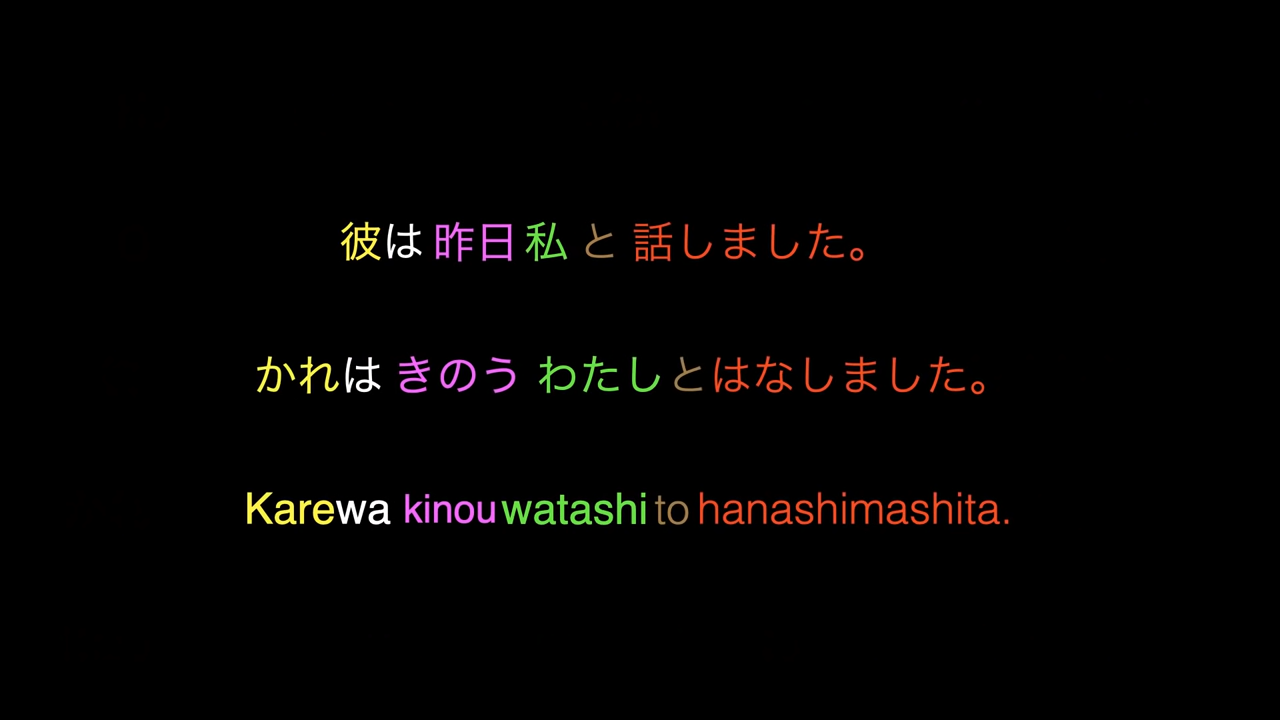 彼は 昨日 私 と 話しました。
かれは きのう わたしとはなしました。
Karewa kinou watashi to hanashimashita.